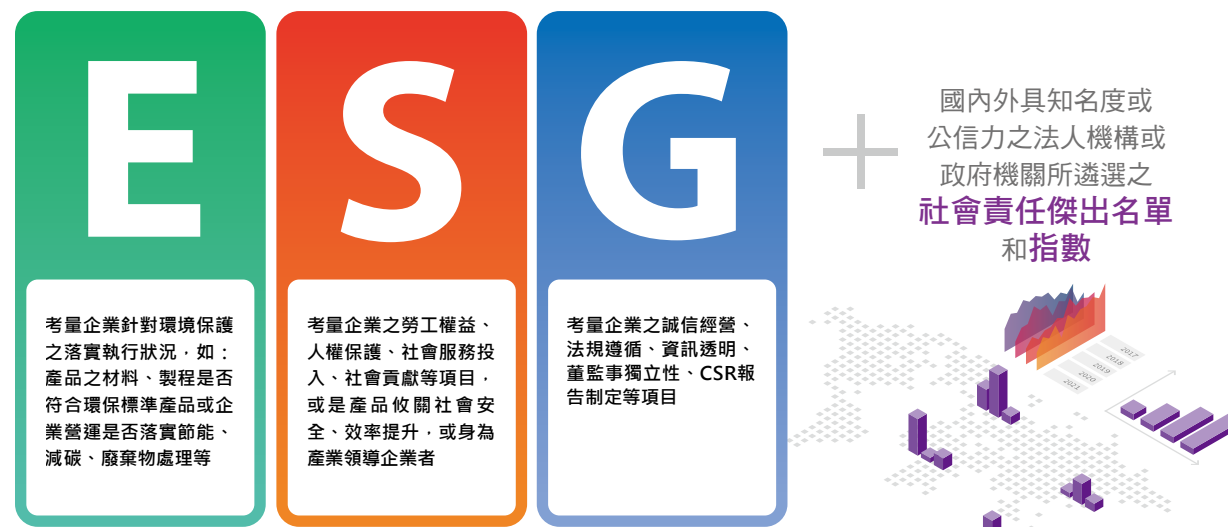 E
考量企業針對環境保護
之落實執行狀況，如：
產品之材料、製程是否
符合環保標準產品或企
業營運是否落實節能、
減碳、廢棄物處理等
S
考量企業之勞工權益、
人權保護、社會服務投
入、社會貢獻等項目，
或是產品攸關社會安
全、效率提升，或身為
產業領導企業者
G
考量企業之誠信經營、
法規遵循、資訊透明、
董監事獨立性、CSR報
告制定等項目
國內外具知名度或
公信力之法人機構或
政府機關所遴選之
社會責任傑出名單
和指數
2017
2018
2019
2020
2021